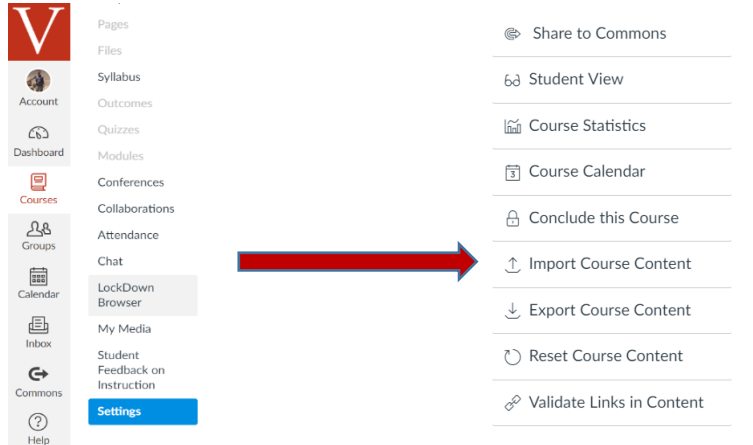 V
Account
Dashboard
Courses
Groups
Calendar
Inbox
Commons
Help
Pages
Files
Syllabus
Outcomes
Quizzes
Modules
Conferences
Collaborations
Attendance
Chat
LockDown
Browser
My Media
Student
Feedback on
Instruction
Settings
Share to Commons
Student View
Course Statistics
3
Course Calendar
Conclude this Course
Import Course Content
Export Course Content
Reset Course Content
Validate Links in Content